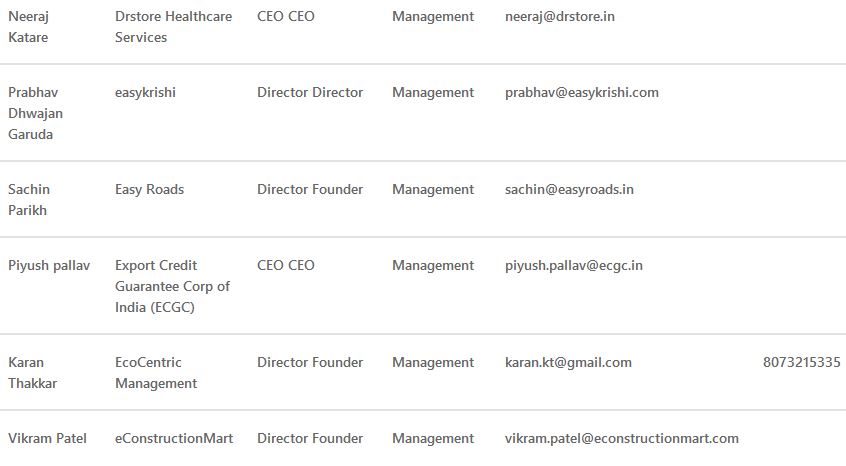 Neeraj Drstore Healthcare CEO CEO Management neeraj@drstore.in
Katare Services
Prabhav easykrishi Director Director Management prabhav@easykrishi.com
Dhwajan
Garuda
Sachin Easy Roads Director Founder Management sachin@easyroads.in
Parikh
Piyush pallav Export Credit CEO CEO Management piyush.pallav@ecgc.in
Guarantee Corp of
India (ECGC)
Karan EcoCentric Director Founder Management karan.kt@gmail.com 8073215335
Thakkar Management
Vikram Patel eConstructionMart Director Founder Management vikram.patel@econstructionmart.com